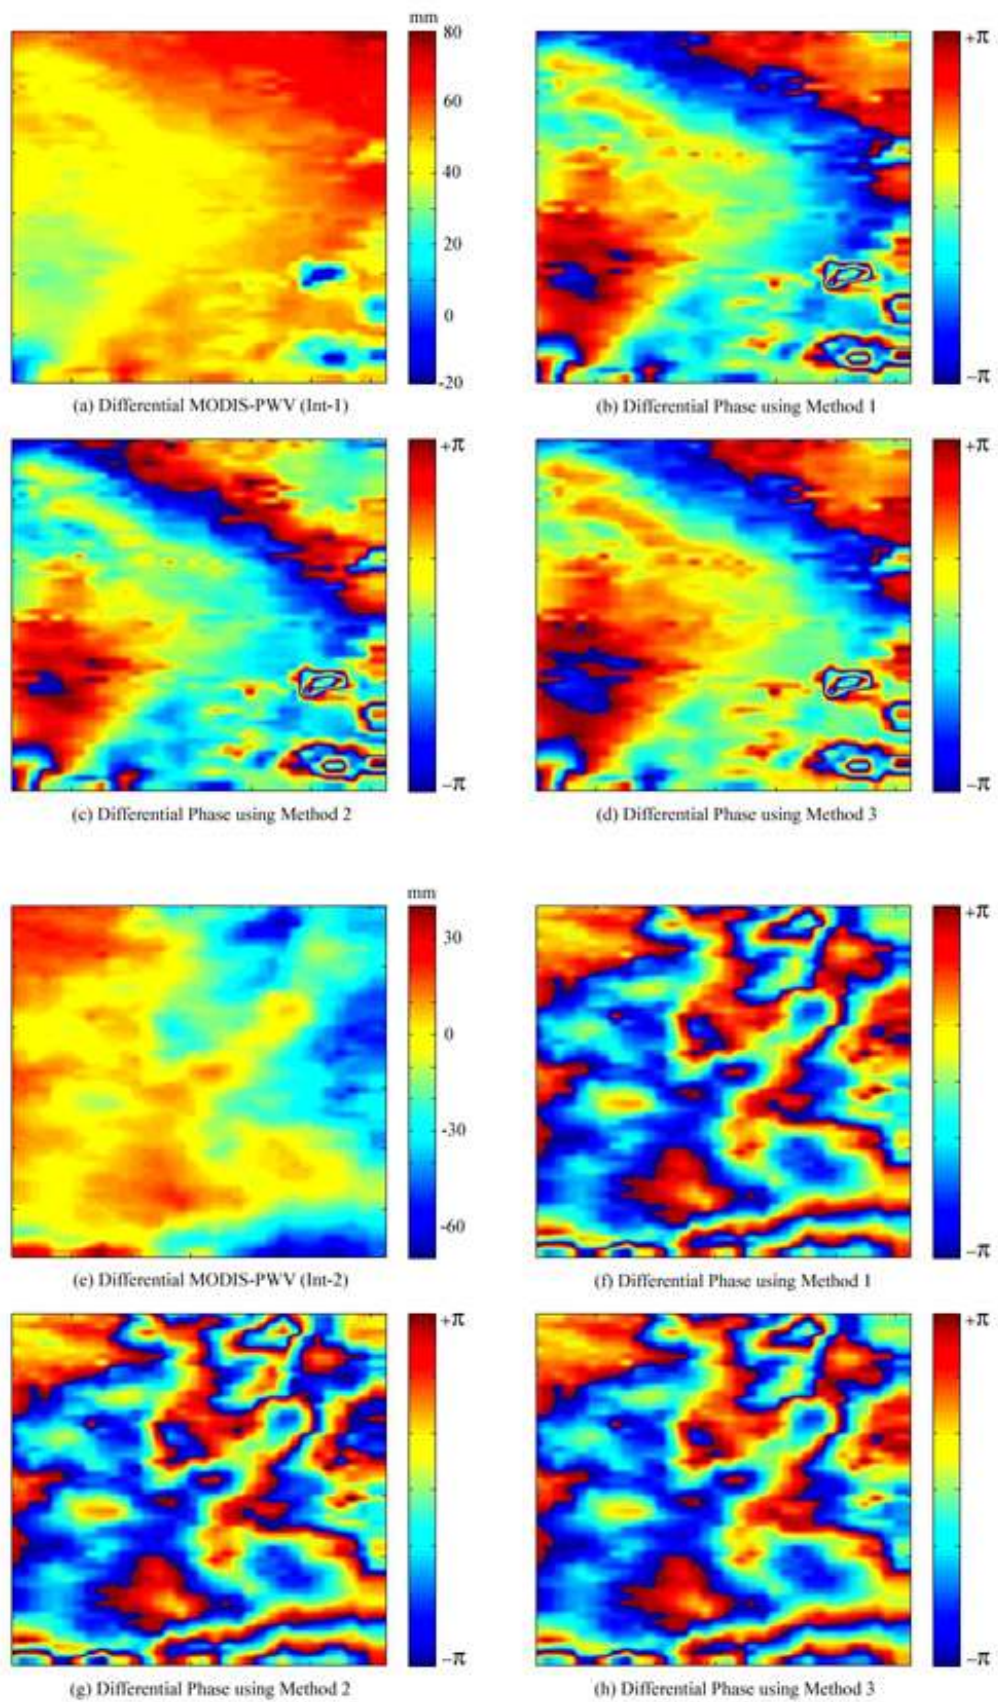 mm
80
60
40
20
0
-20
+π
−π
(a) Differential MODIS-PWV (Int-1)
(b) Differential Phase using Method 1
+π
−π
+π
−π
(c) Differential Phase using Method 2
(d) Differential Phase using Method 3
mm
30
0
-30
-60
+π
−π
(e) Differential MODIS-PWV (Int-2)
(f) Differential Phase using Method 1
+π
−π
+π
−π
(g) Differential Phase using Method 2
(h) Differential Phase using Method 3